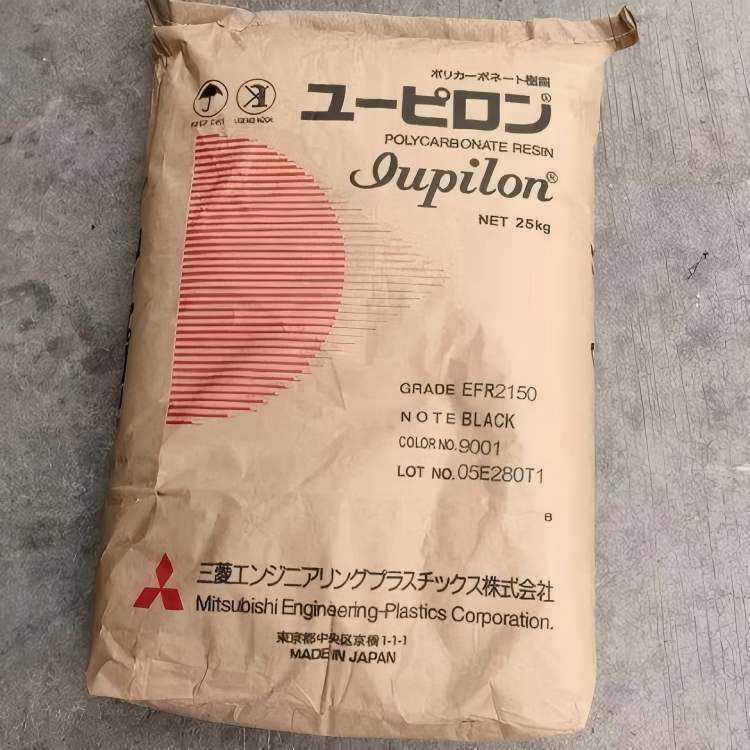 ポリカーボネート樹脂
ユーピロン®
POLYCARBONATE RESIN
Iupilon®
NET 25kg
GRADE EFR2150
NOTE BLACK
COLOR NO. 9001
LOT NO. 05E280T1
B
三菱エンジニアリングプラスチックス株式会社
Mitsubishi Engineering-Plastics Corporation.
東京都中央区京橋1-1-1
MADE IN JAPAN